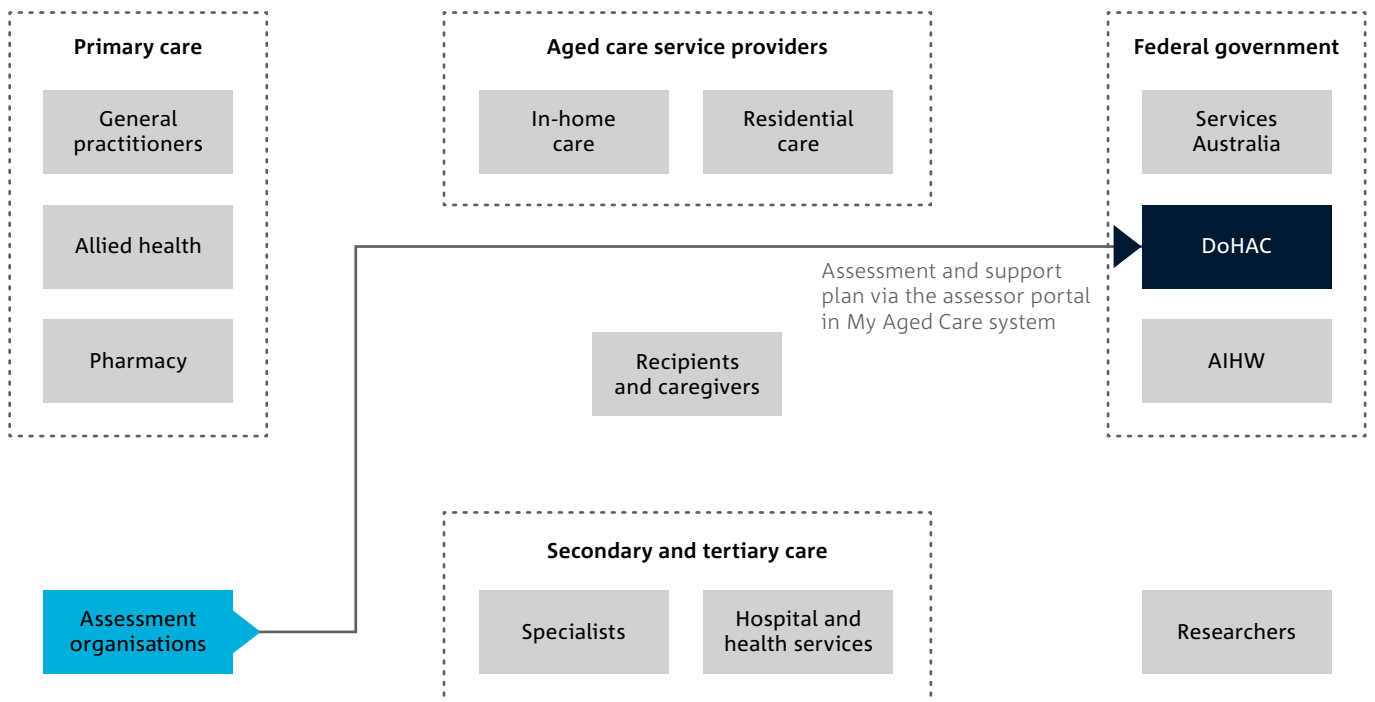 Primary care
General
practitioners
Allied health
Pharmacy
Aged care service providers
In-home
care
Residential
care
Federal government
Services
Australia
DoHAC
AIHW
Assessment and support
plan via the assessor portal
in My Aged Care system
Recipients
and caregivers
Assessment
organisations
Secondary and tertiary care
Specialists
Hospital and
health services
Researchers